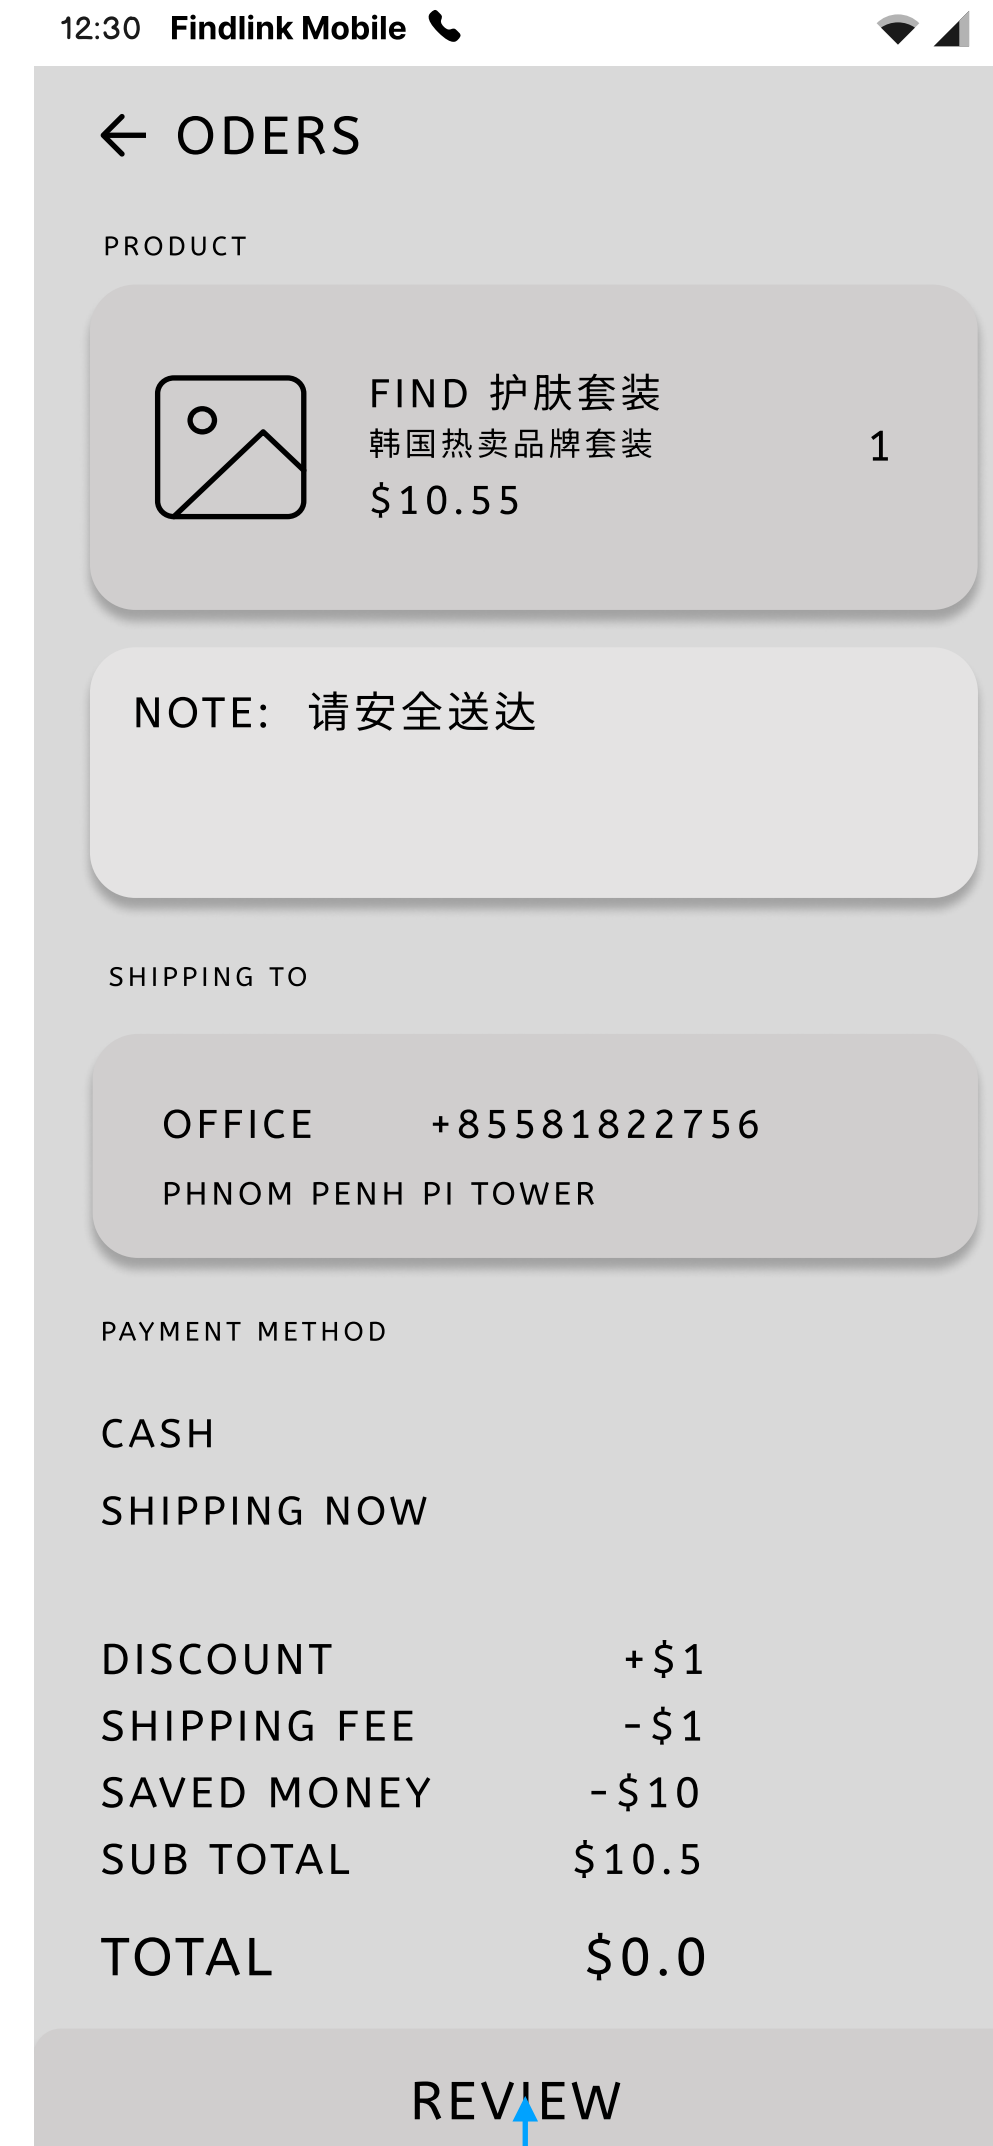 12:30 Findlink Mobile
ODERS
PRODUCT
FIND 护肤套装
韩国热卖品牌套装
1
$10.55
NOTE: 请安全送达
SHIPPING TO
OFFICE +85581822756
PHNOM PENH PI TOWER
PAYMENT METHOD
CASH
SHIPPING NOW
DISCOUNT +$1
SHIPPING FEE -$1
SAVED MONEY -$10
SUB TOTAL $10.5
TOTAL $0.0
REVIEW